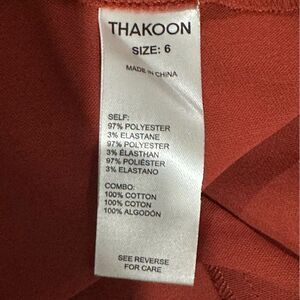 THAKOON
SIZE: 6
MADE IN CHINA
SELF:
97% POLYESTER
3% ELASTANE
97% POLYESTER
3% ÉLASTHAN
97% POLIÉSTER
3% ELASTANO
COMBO:
100% COTTON
100% COTON
100% ALGODÓN
SEE REVERSE
FOR CARE